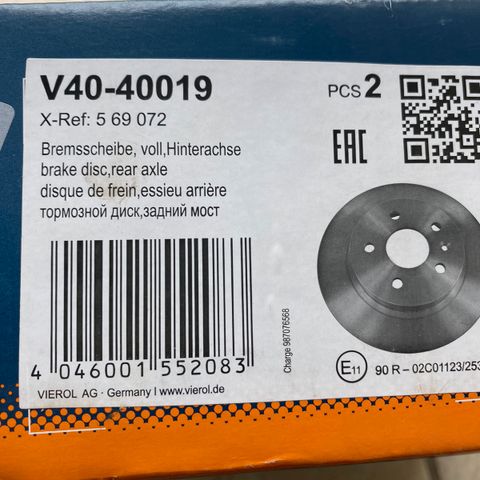 V40-40019
PCS 2
X-Ref: 5 69 072
Bremsscheibe, voll,Hinterachse
brake disc,rear axle
disque de frein,essieu arrière
тормозной диск,задний мост
EAC
Charge 987076568
4 046001 552083
E11
90 R – 02C01123/253
VIEROL AG · Germany I www.vierol.de